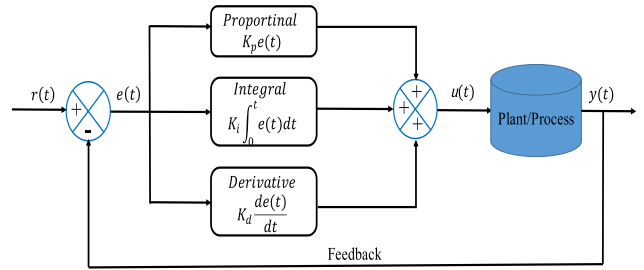 Proportinal
K_p e(t)
r(t)
+
-
e(t)
Integral
K_i ∫_0^t e(t)dt
+
+
+
u(t)
Plant/Process
y(t)
Derivative
K_d de(t)/dt
Feedback